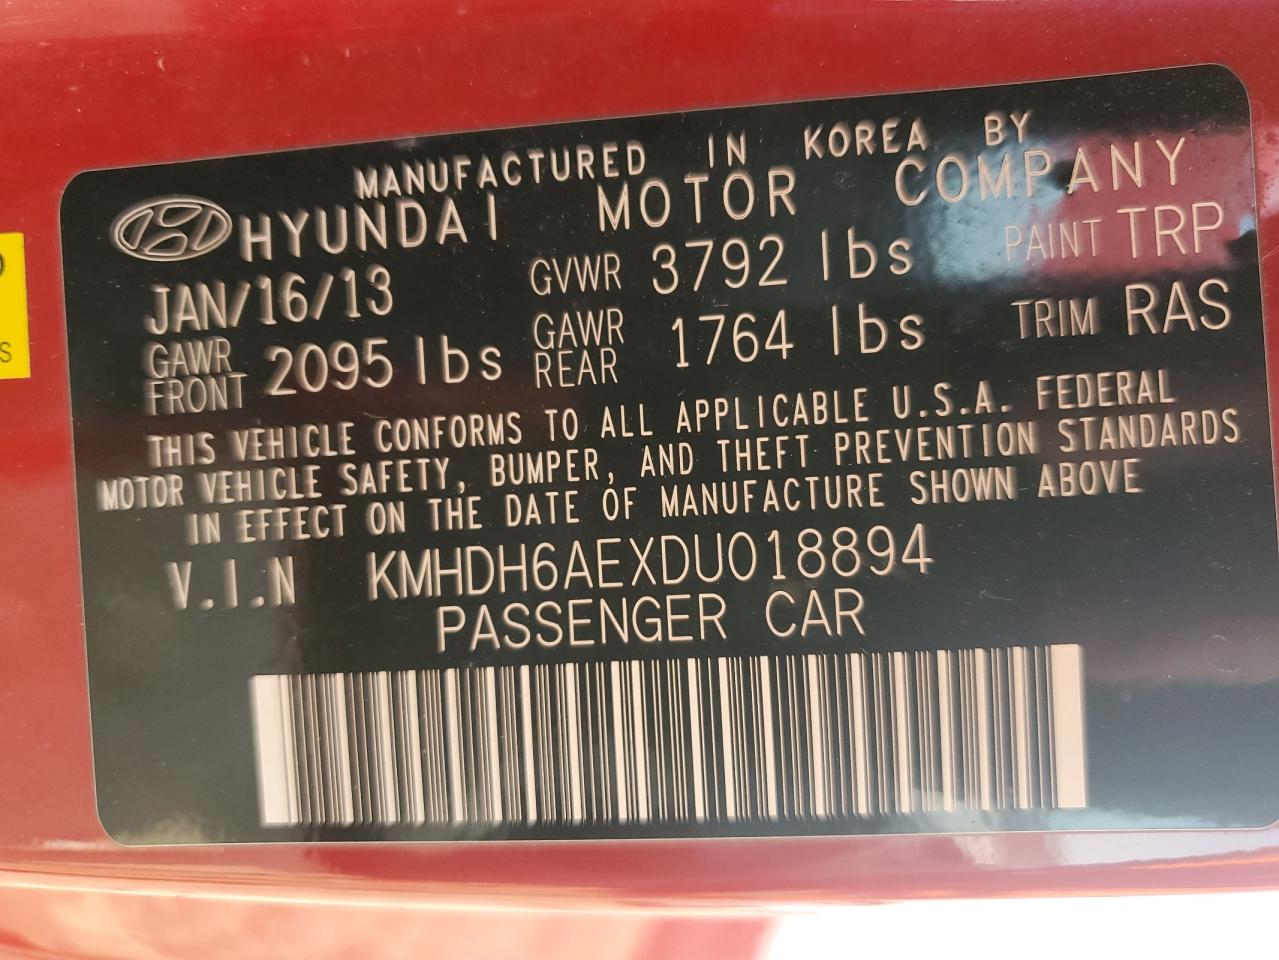 MANUFACTURED IN KOREA BY
HYUNDAI MOTOR COMPANY
JAN/16/13 GVWR 3792 lbs PAINT TRP
GAWR FRONT 2095 lbs GAWR REAR 1764 lbs TRIM RAS
THIS VEHICLE CONFORMS TO ALL APPLICABLE U.S.A. FEDERAL
MOTOR VEHICLE SAFETY, BUMPER, AND THEFT PREVENTION STANDARDS
IN EFFECT ON THE DATE OF MANUFACTURE SHOWN ABOVE
V.I.N KMHDH6AEXDU018894
PASSENGER CAR